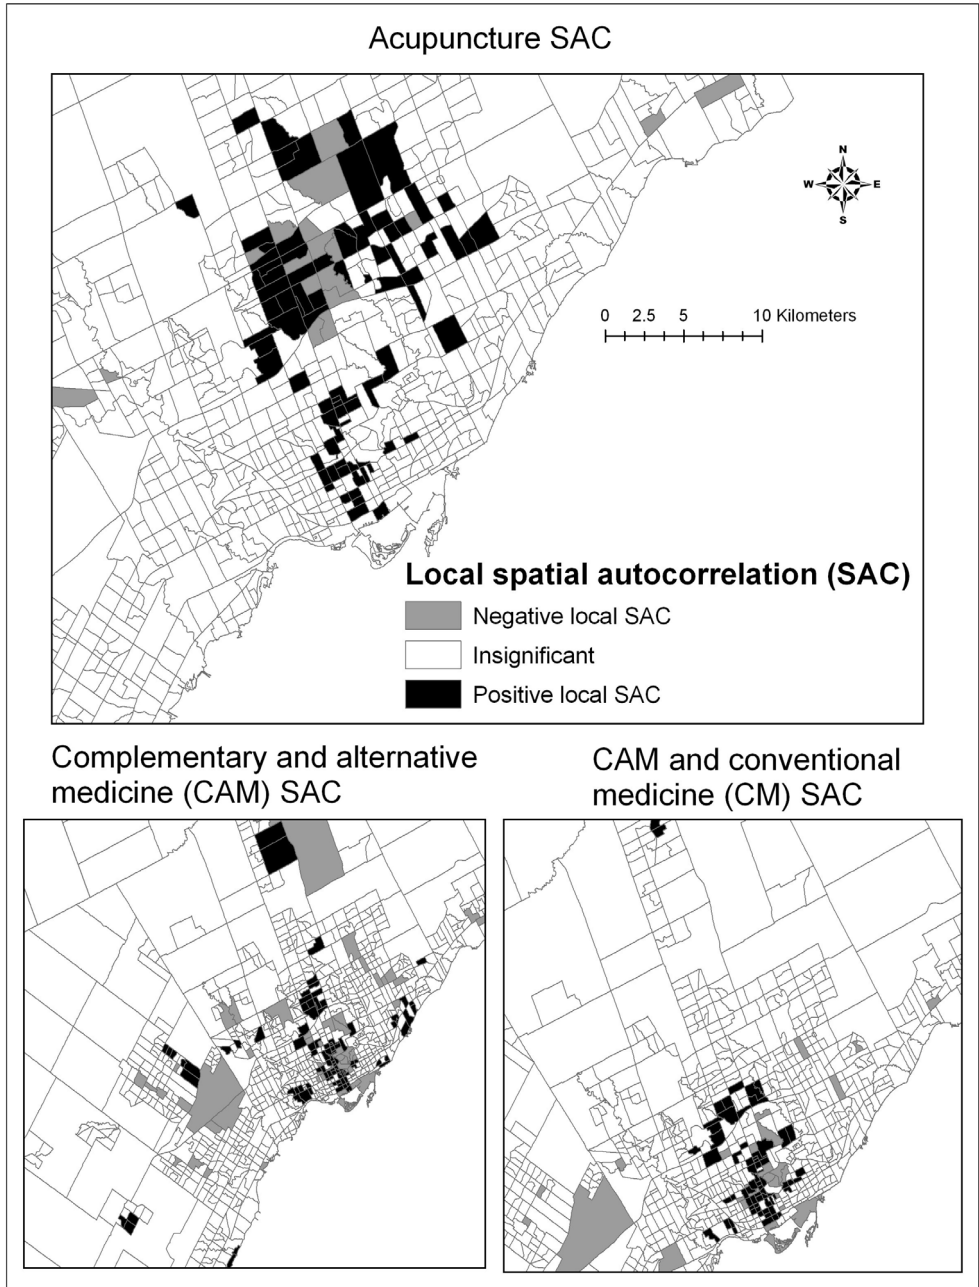 Acupuncture SAC
N
W E
S
0 2.5 5 10 Kilometers
Local spatial autocorrelation (SAC)
Negative local SAC
Insignificant
Positive local SAC
Complementary and alternative
medicine (CAM) SAC
CAM and conventional
medicine (CM) SAC